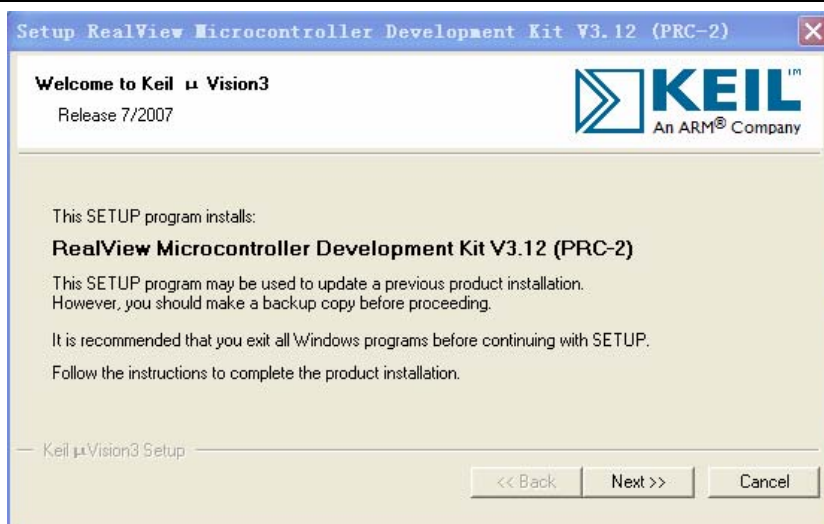 Setup RealView Microcontroller Development Kit V3.12 (PRC-2)
Welcome to Keil μ Vision3
Release 7/2007
KEIL™
An ARM® Company
This SETUP program installs:
RealView Microcontroller Development Kit V3.12 (PRC-2)
This SETUP program may be used to update a previous product installation.
However, you should make a backup copy before proceeding.
It is recommended that you exit all Windows programs before continuing with SETUP.
Follow the instructions to complete the product installation.
Keil μVision3 Setup
<< Back
Next >>
Cancel